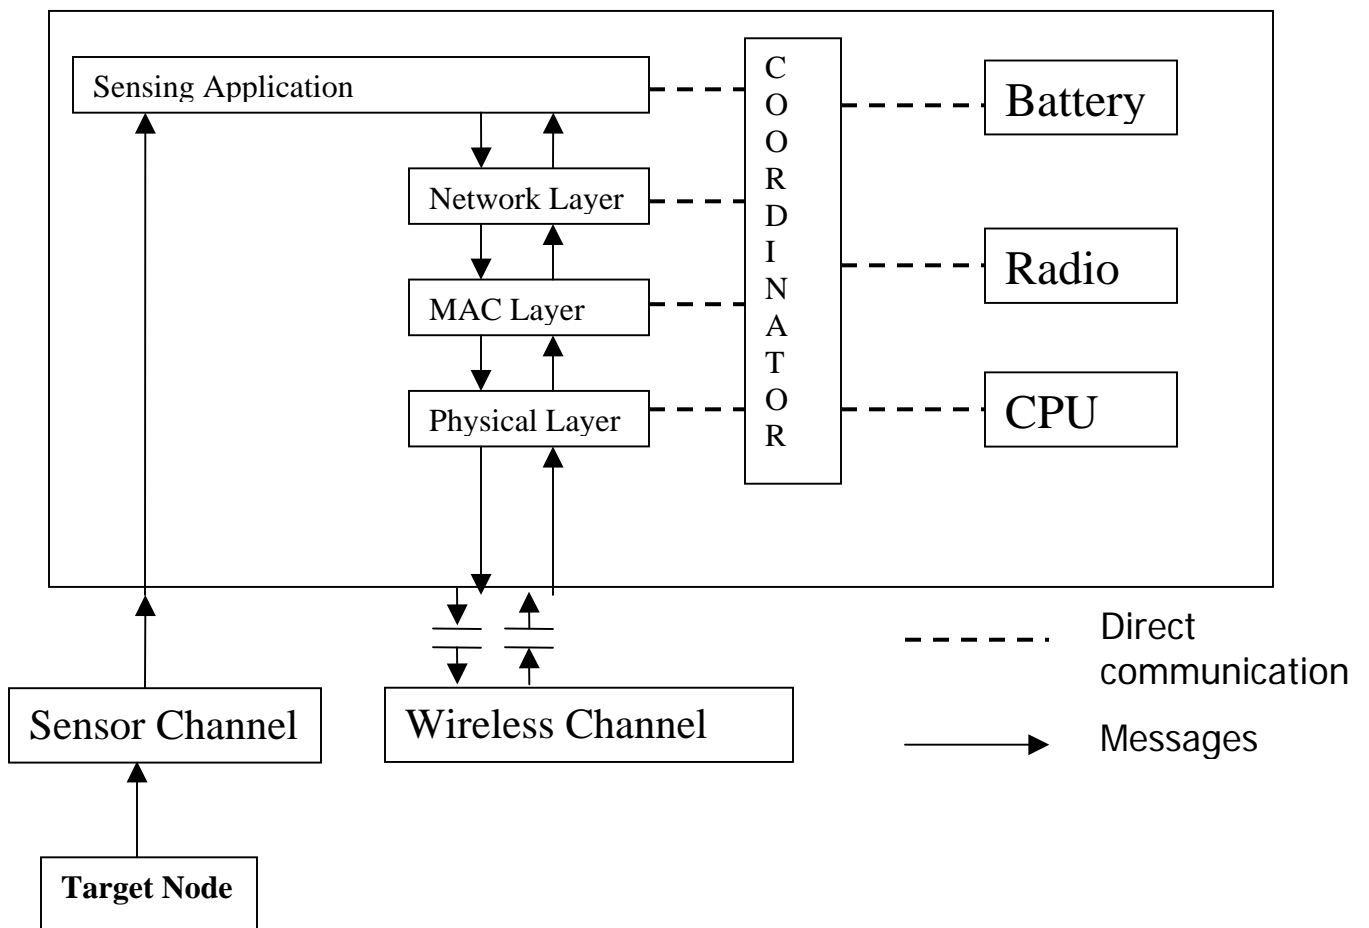 Sensing Application
C
O
O
R
D
I
N
A
T
O
R
Battery
Network Layer
Radio
MAC Layer
Physical Layer
CPU
Direct
communication
Sensor Channel
Wireless Channel
Messages
Target Node